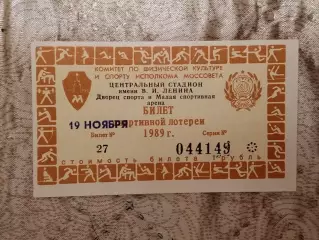 КОМИТЕТ ПО ФИЗИЧЕСКОЙ КУЛЬТУРЕ
И СПОРТУ ИСПОЛКОМА МОССОВЕТА
ЦЕНТРАЛЬНЫЙ СТАДИОН
имени В. И. ЛЕНИНА
Дворец спорта и Малая спортивная
арена
БИЛЕТ
спортивной лотереи
19 НОЯБРЯ
1989 г.
Билет №
Серия №
27
044149
стоимость билета 1 рубль